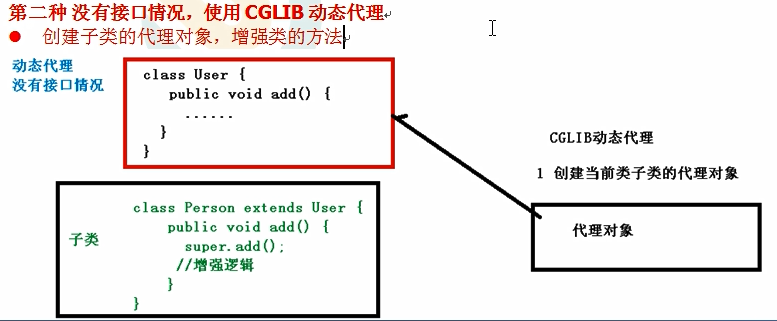 第二种 没有接口情况，使用 CGLIB 动态代理
● 创建子类的代理对象，增强类的方法
动态代理
没有接口情况
class User {
public void add() {
......
}
}
CGLIB动态代理
1 创建当前类子类的代理对象
代理对象
子类
class Person extends User {
public void add() {
super.add();
//增强逻辑
}
}